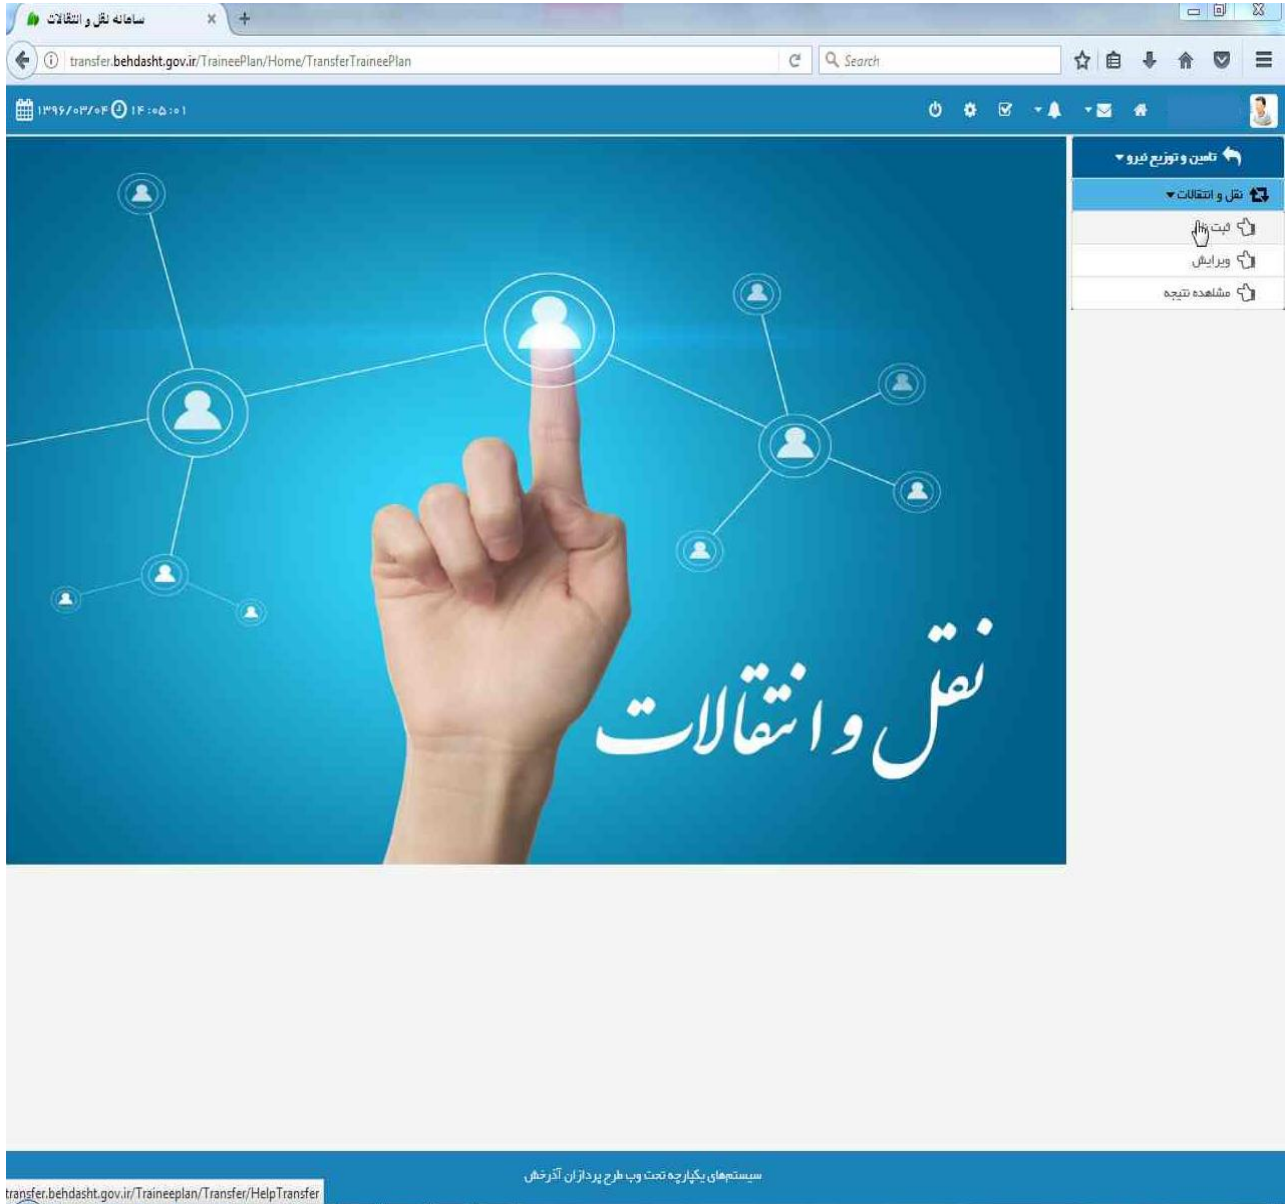 سامانه نقل و انتقالات
transfer.behdasht.gov.ir/TraineePlan/Home/TransferTraineePlan
Search
۱۳۹۶/۰۳/۰۴ ۱۴:۰۵:۰۱
تامین و توزیع نیرو
نقل و انتقالات
ثبت
ویرایش
مشاهده نتیجه
نقل و انتقالات
سیستم‌های یکپارچه تحت وب طرح پردازان آذرخش
transfer.behdasht.gov.ir/Traineeplan/Transfer/HelpTransfer